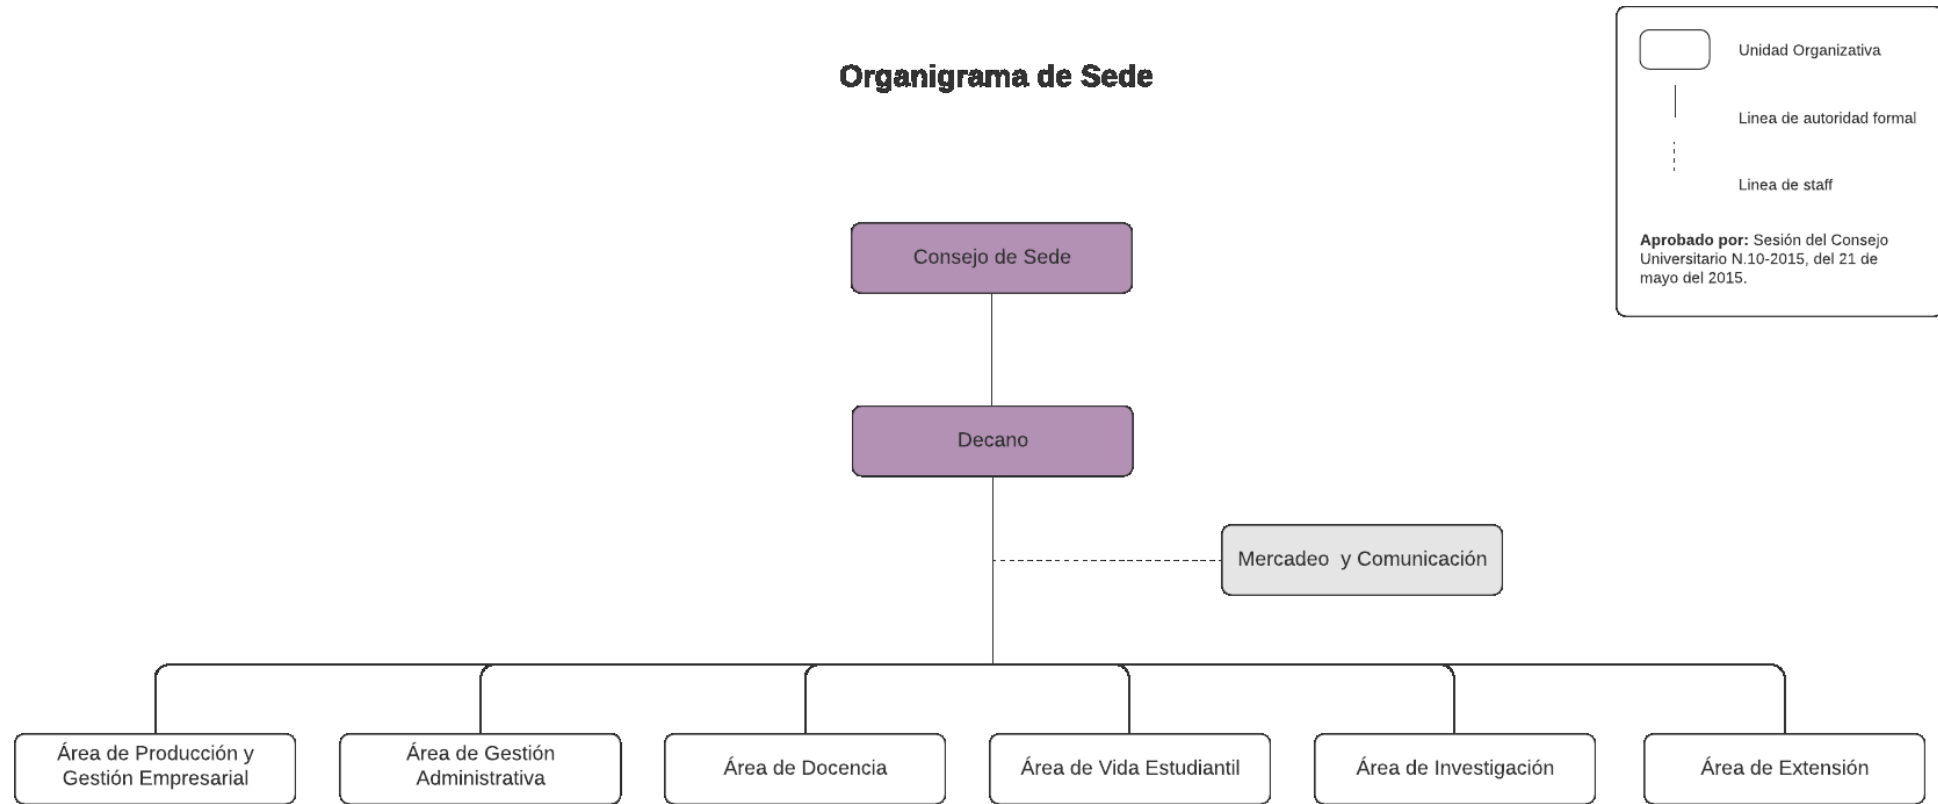 Organigrama de Sede
Unidad Organizativa
Linea de autoridad formal
Linea de staff
Aprobado por: Sesión del Consejo
Universitario N.10-2015, del 21 de
mayo del 2015.
Consejo de Sede
Decano
Mercadeo  y Comunicación
Área de Producción y
Gestión Empresarial
Área de Gestión
Administrativa
Área de Docencia
Área de Vida Estudiantil
Área de Investigación
Área de Extensión